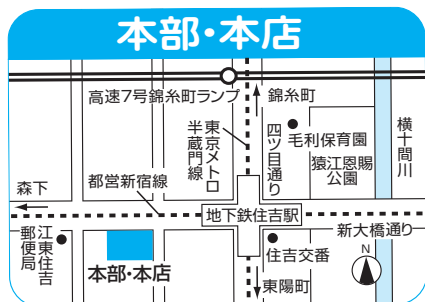 本部・本店
高速7号錦糸町ランプ
錦糸町
東京メトロ
半蔵門線
四ツ目通り
毛利保育園
猿江恩賜
公園
横十間川
森下
都営新宿線
地下鉄住吉駅
新大橋通り
江東住吉
郵便局
本部・本店
住吉交番
東陽町
N